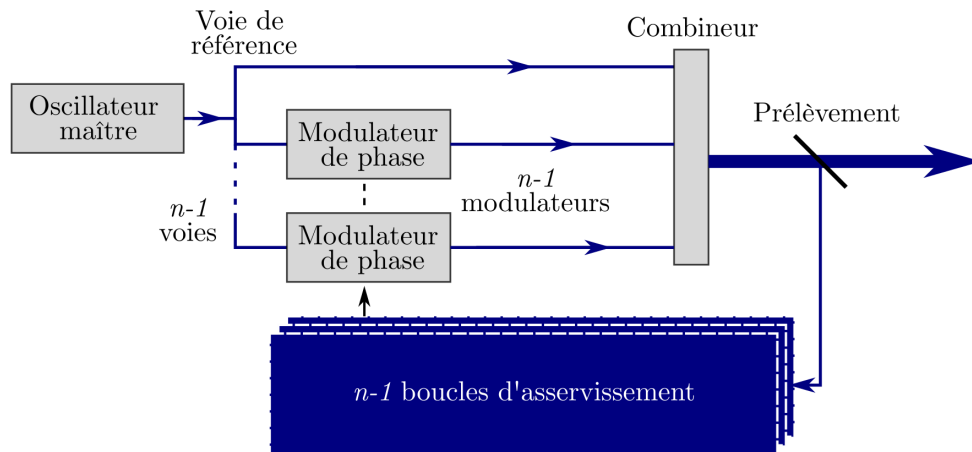 Voie de
référence
Combineur
Oscillateur
maître
Prélèvement
Modulateur
de phase
n-1
voies
n-1
modulateurs
Modulateur
de phase
n-1 boucles d'asservissement